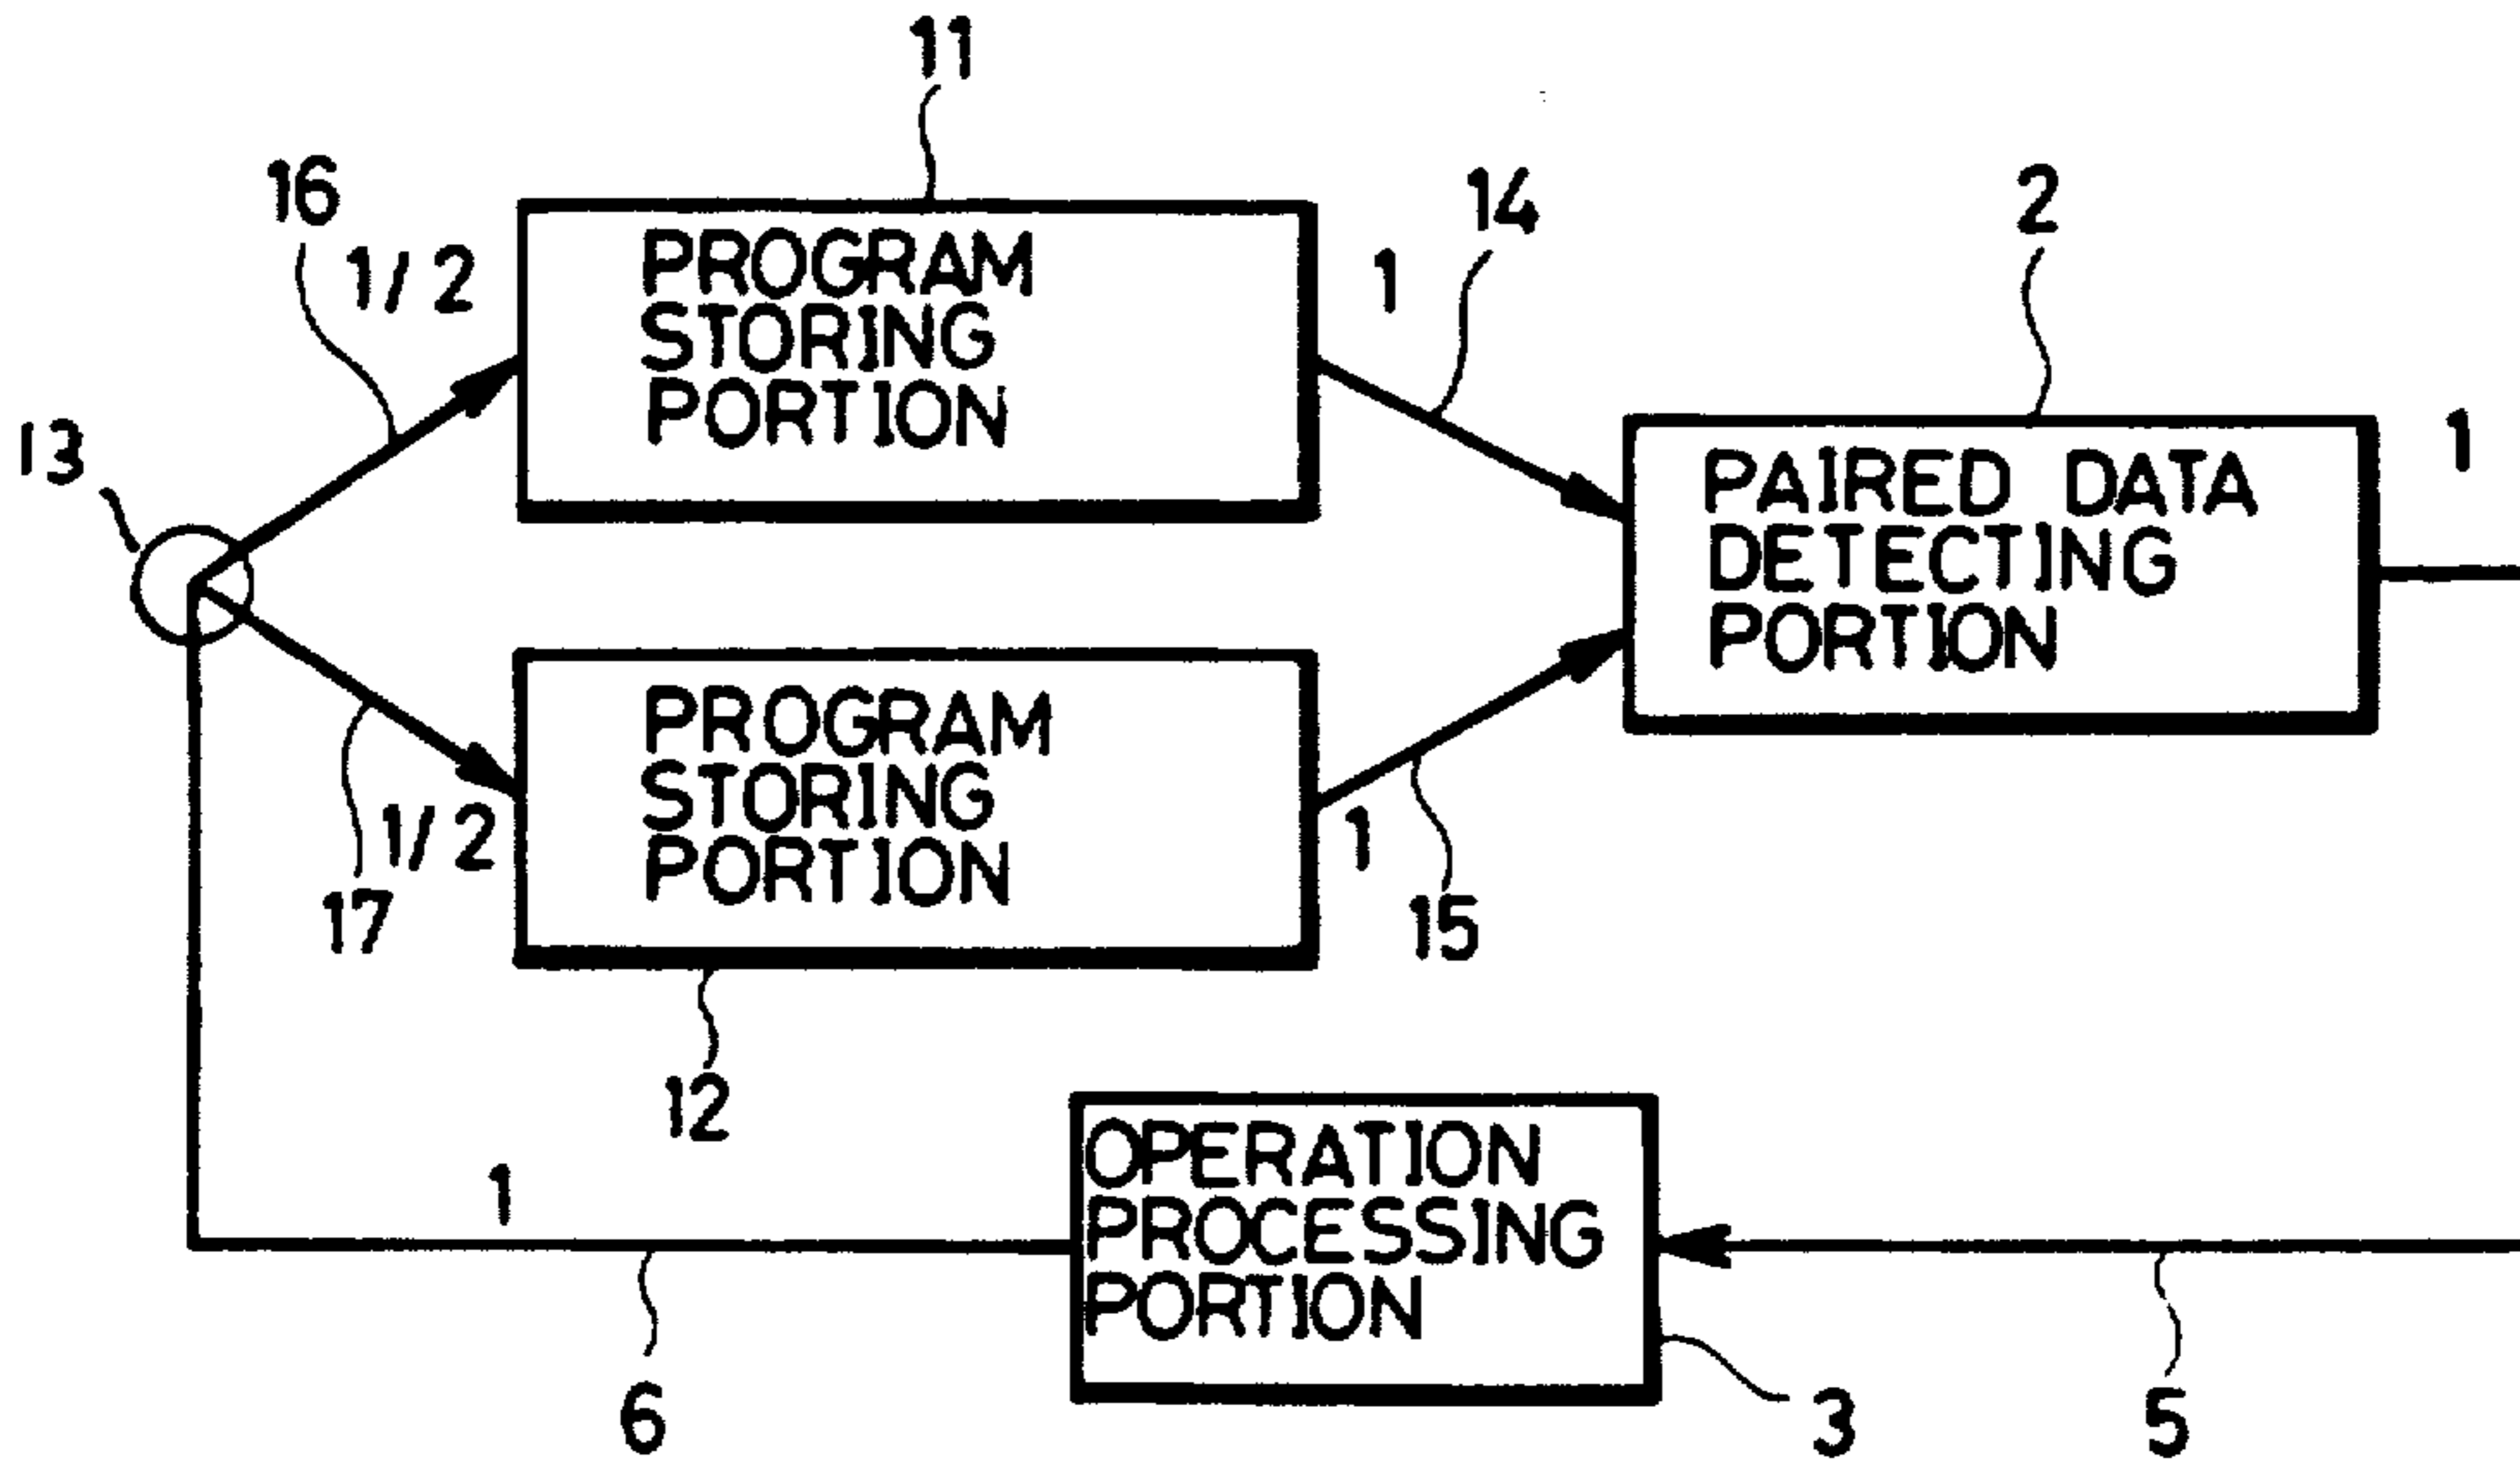 11
16
1/2
14
2
1
13
1
PROGRAM
STORING
PORTION
PAIRED DATA
DETECTING
PORTION
PROGRAM
STORING
PORTION
1/2
17
1
15
12
1
OPERATION
PROCESSING
PORTION
6
3
5